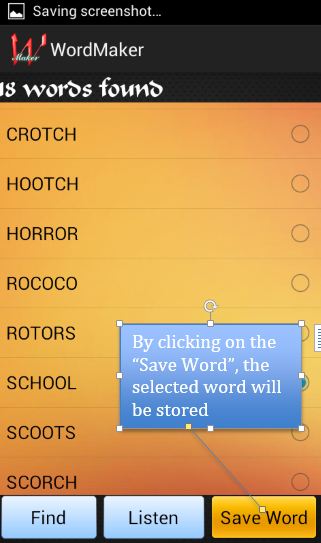 Saving screenshot...
W Maker WordMaker
18 words found
CROTCH
HOOTCH
HORROR
ROCOCO
ROTORS
SCHOOL
SCOOTS
SCORCH
By clicking on the
“Save Word”, the
selected word will
be stored
Find Listen Save Word